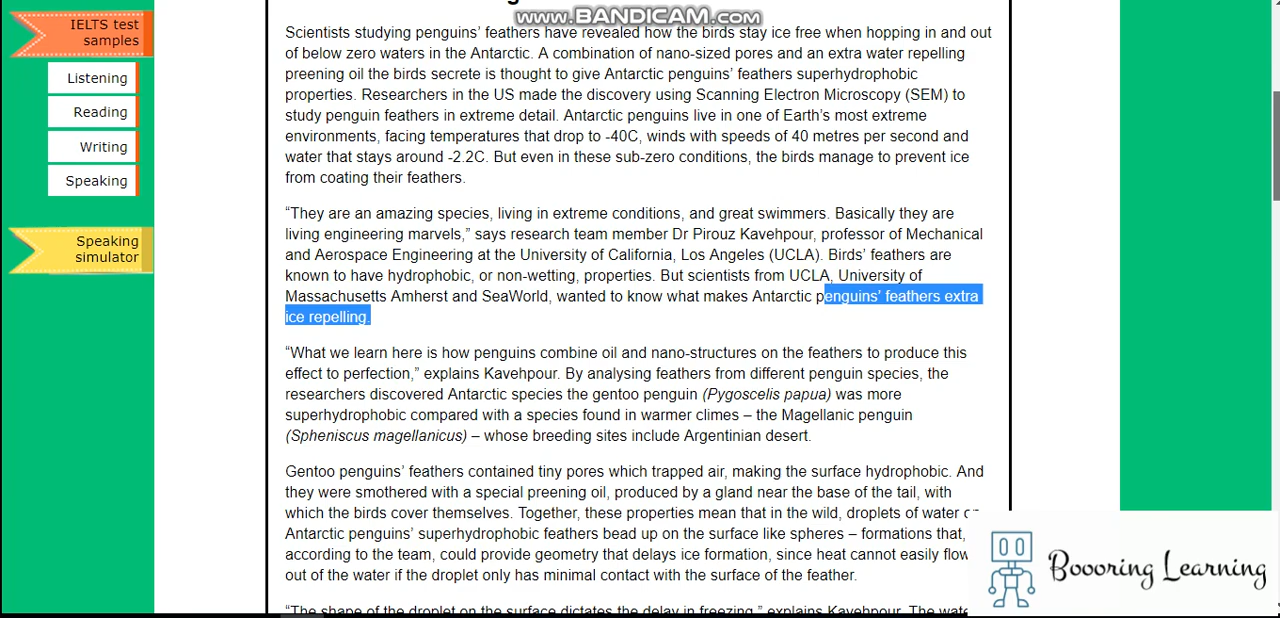 www.BANDICAM.com
IELTS test
samples
Listening
Reading
Writing
Speaking
Speaking
simulator
Scientists studying penguins’ feathers have revealed how the birds stay ice free when hopping in and out
of below zero waters in the Antarctic. A combination of nano-sized pores and an extra water repelling
preening oil the birds secrete is thought to give Antarctic penguins’ feathers superhydrophobic
properties. Researchers in the US made the discovery using Scanning Electron Microscopy (SEM) to
study penguin feathers in extreme detail. Antarctic penguins live in one of Earth’s most extreme
environments, facing temperatures that drop to -40C, winds with speeds of 40 metres per second and
water that stays around -2.2C. But even in these sub-zero conditions, the birds manage to prevent ice
from coating their feathers.
“They are an amazing species, living in extreme conditions, and great swimmers. Basically they are
living engineering marvels,” says research team member Dr Pirouz Kavehpour, professor of Mechanical
and Aerospace Engineering at the University of California, Los Angeles (UCLA). Birds’ feathers are
known to have hydrophobic, or non-wetting, properties. But scientists from UCLA, University of
Massachusetts Amherst and SeaWorld, wanted to know what makes Antarctic penguins’ feathers extra
ice repelling.
“What we learn here is how penguins combine oil and nano-structures on the feathers to produce this
effect to perfection,” explains Kavehpour. By analysing feathers from different penguin species, the
researchers discovered Antarctic species the gentoo penguin (Pygoscelis papua) was more
superhydrophobic compared with a species found in warmer climes – the Magellanic penguin
(Spheniscus magellanicus) – whose breeding sites include Argentinian desert.
Gentoo penguins’ feathers contained tiny pores which trapped air, making the surface hydrophobic. And
they were smothered with a special preening oil, produced by a gland near the base of the tail, with
which the birds cover themselves. Together, these properties mean that in the wild, droplets of water
Antarctic penguins’ superhydrophobic feathers bead up on the surface like spheres – formations that,
according to the team, could provide geometry that delays ice formation, since heat cannot easily flow
out of the water if the droplet only has minimal contact with the surface of the feather.
“The shape of the droplet on the surface dictates the delay in freezing,” explains Kavehpour. The
Boooring Learning